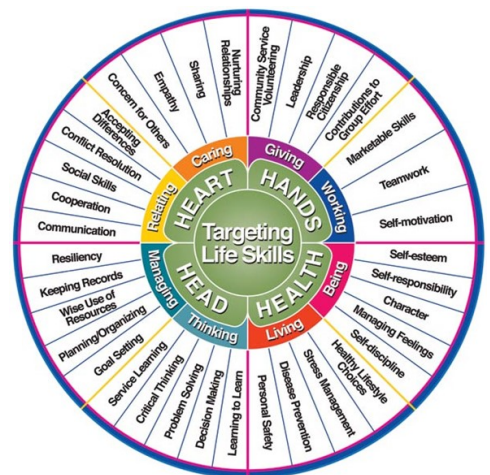 Targeting
Life Skills
HEART
HANDS
HEALTH
HEAD
Caring
Giving
Working
Being
Living
Thinking
Managing
Relating
Nurturing
Relationships
Sharing
Empathy
Concern for Others
Accepting
Differences
Conflict Resolution
Social Skills
Cooperation
Communication
Community Service
Volunteering
Leadership
Responsible
Citizenship
Contributions to
Group Effort
Marketable Skills
Teamwork
Self-motivation
Self-esteem
Self-responsibility
Character
Managing Feelings
Self-discipline
Healthy Lifestyle
Choices
Stress Management
Disease Prevention
Personal Safety
Learning to Learn
Decision Making
Problem Solving
Critical Thinking
Service Learning
Goal Setting
Planning/Organizing
Wise Use of
Resources
Keeping Records
Resiliency